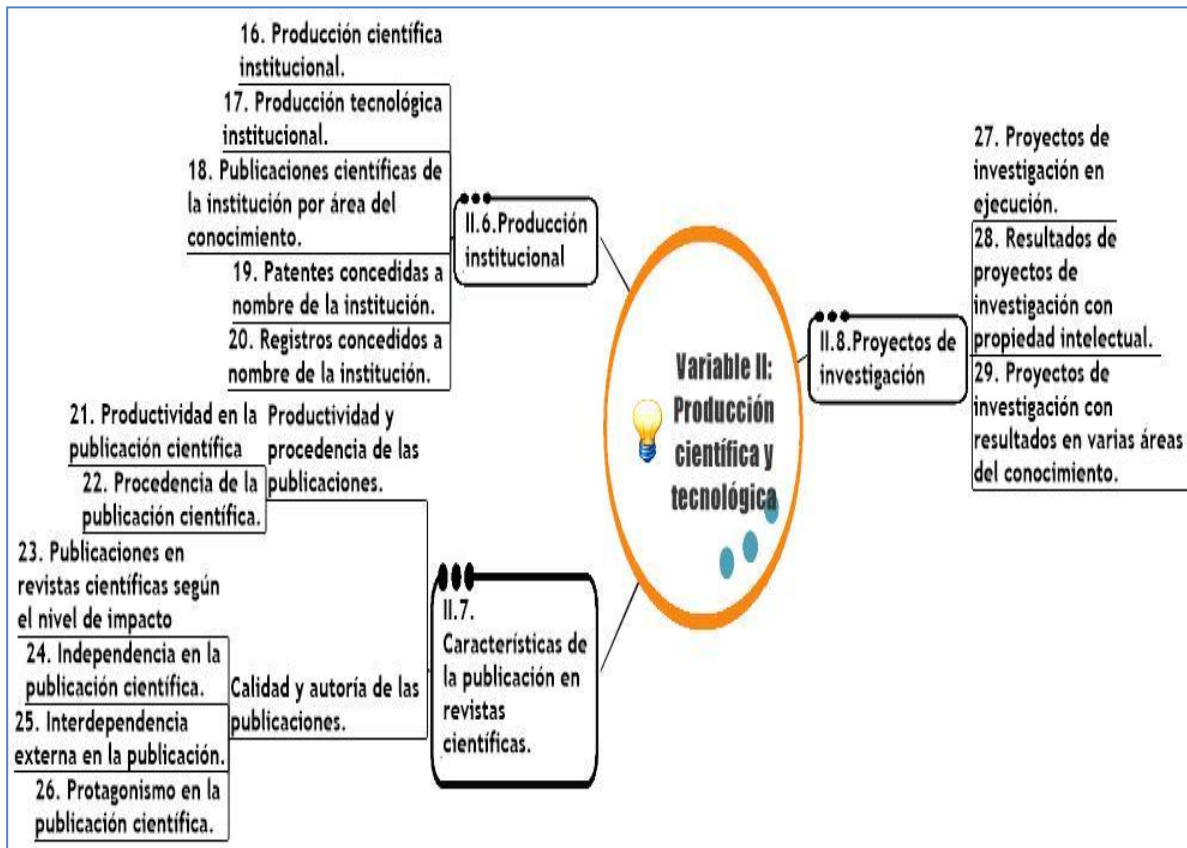 16. Producción científica
institucional.
17. Producción tecnológica
institucional.
18. Publicaciones científicas de
la institución por área del
conocimiento.
19. Patentes concedidas a
nombre de la institución.
20. Registros concedidos a
nombre de la institución.
II.6.Producción
institucional
21. Productividad en la
publicación científica
22. Procedencia de la
publicación científica.
Productividad y
procedencia de las
publicaciones.
23. Publicaciones en
revistas científicas según
el nivel de impacto
24. Independencia en la
publicación científica.
25. Interdependencia
externa en la publicación.
26. Protagonismo en la
publicación científica.
Calidad y autoría de las
publicaciones.
II.7.
Características de
la publicación en
revistas
científicas.
Variable II:
Producción
científica y
tecnológica
II.8.Proyectos de
investigación
27. Proyectos de
investigación en
ejecución.
28. Resultados de
proyectos de
investigación con
propiedad intelectual.
29. Proyectos de
investigación con
resultados en varias áreas
del conocimiento.